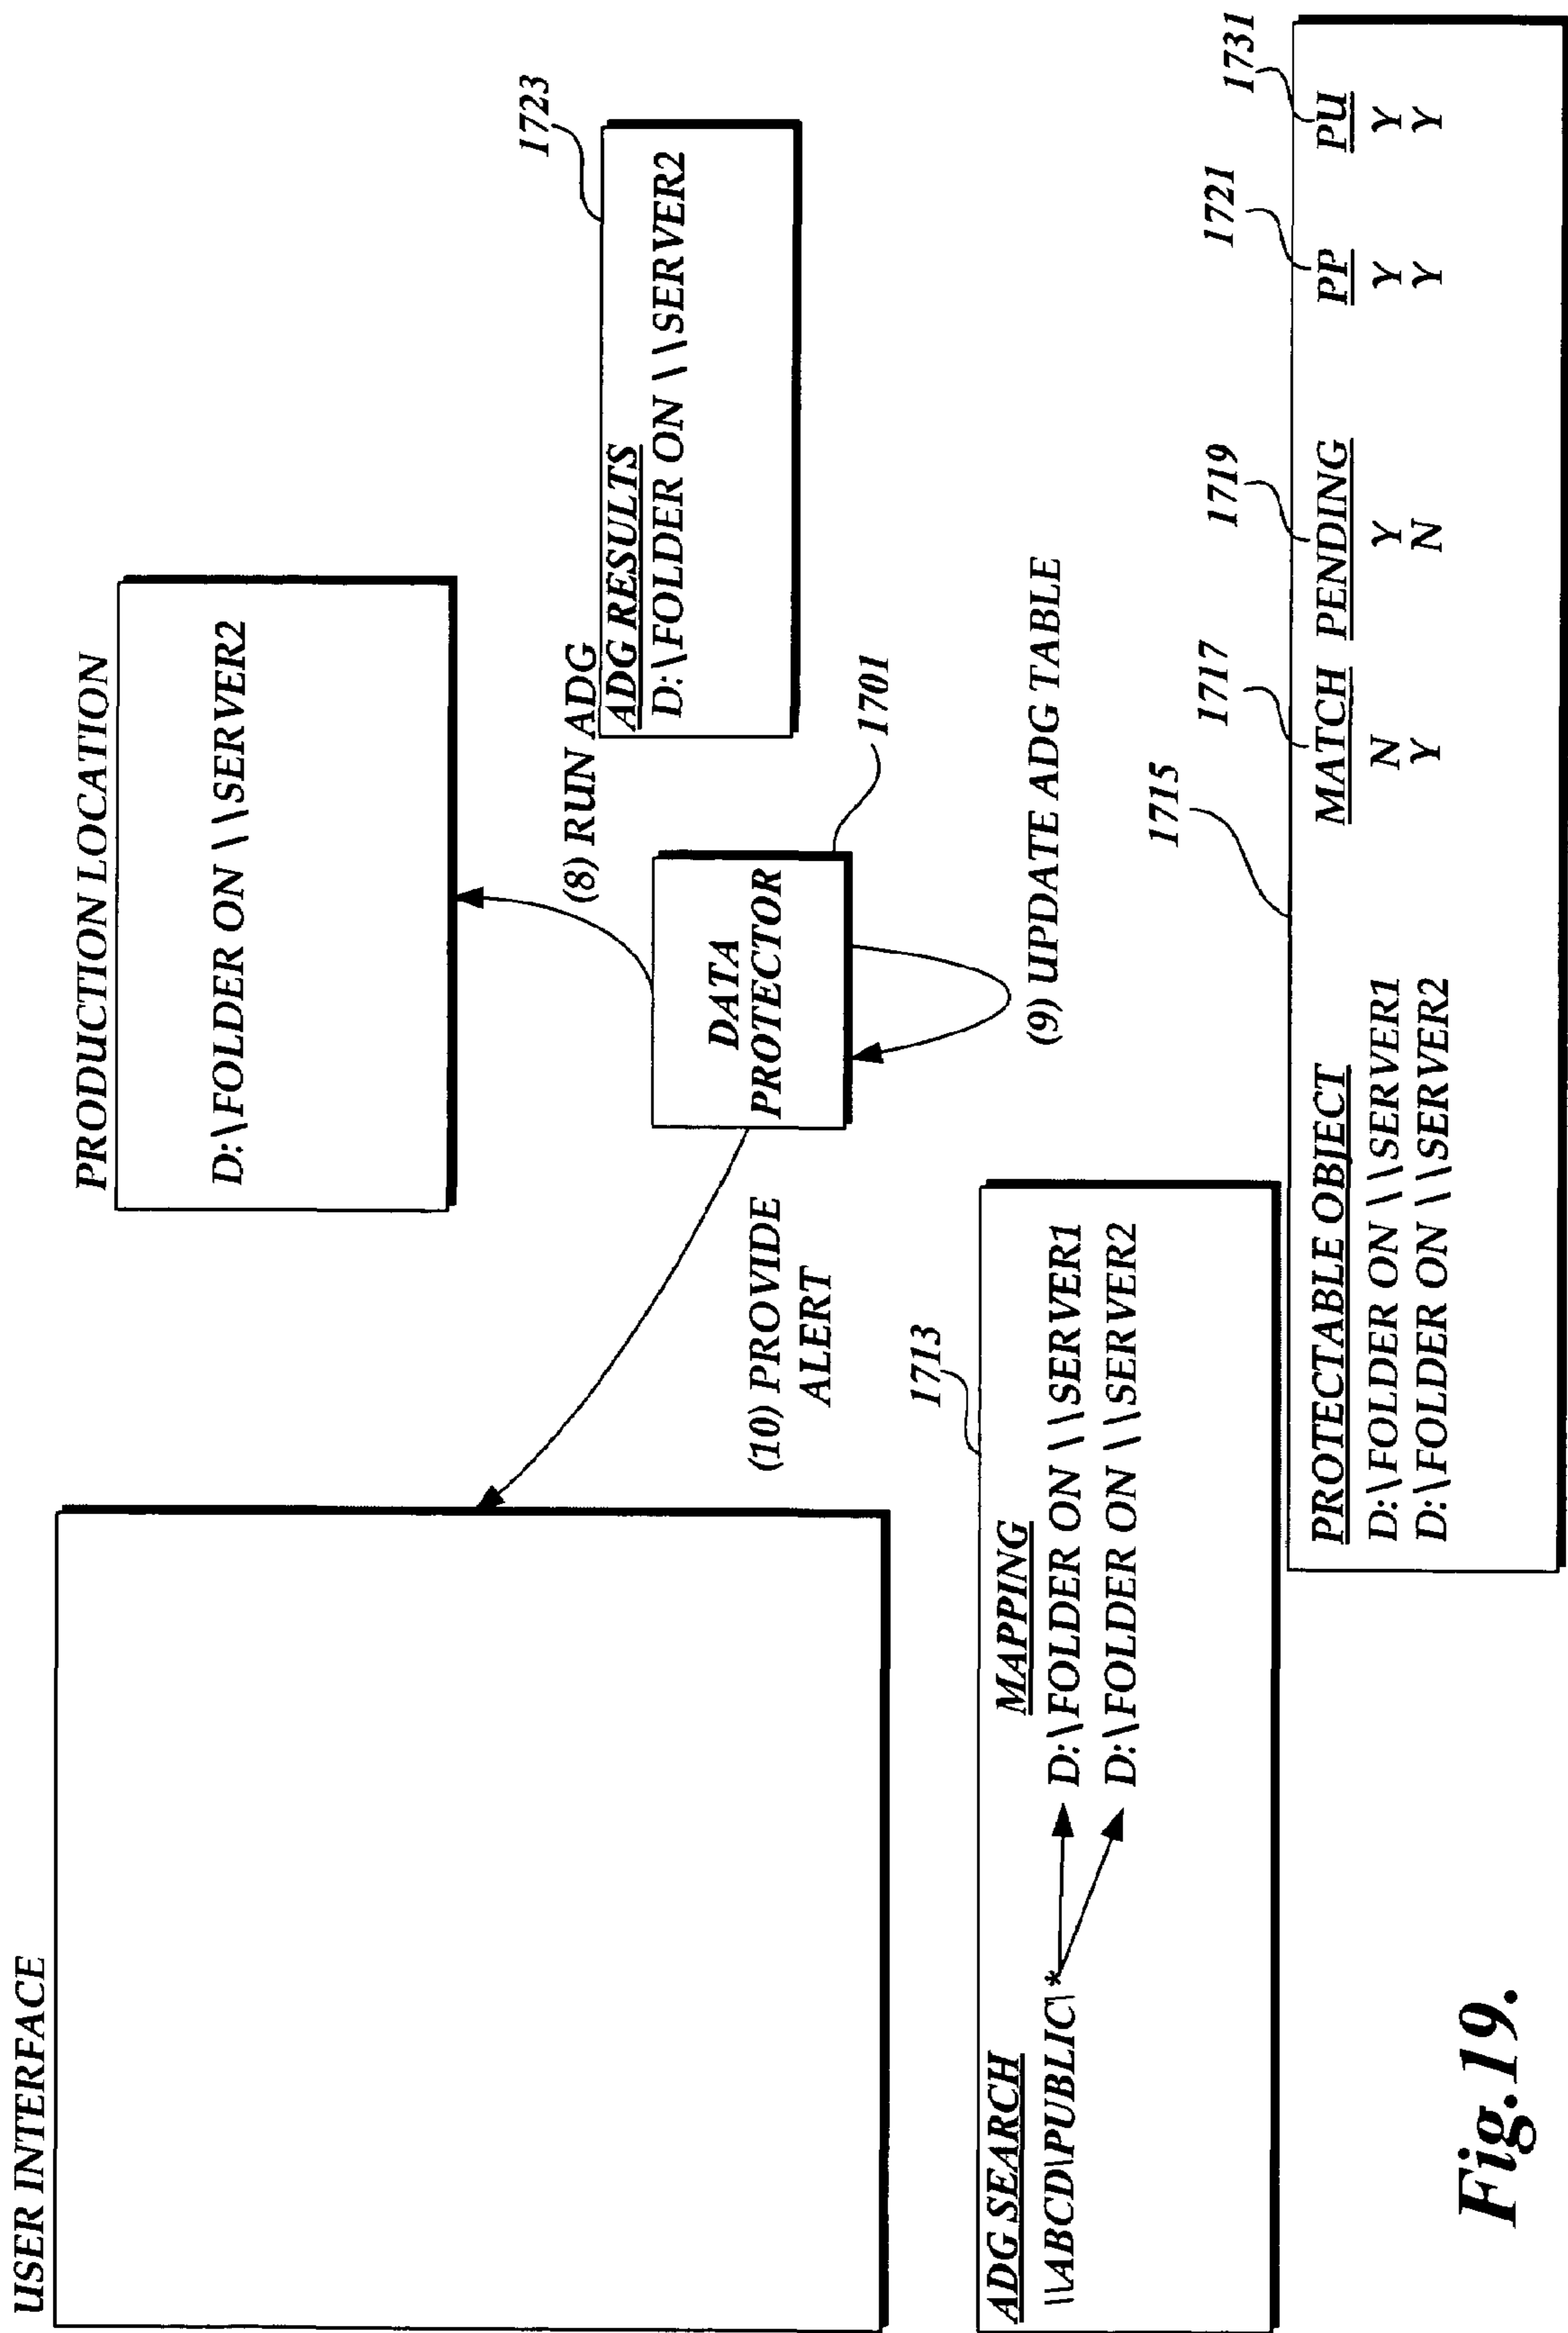 USER INTERFACE
PRODUCTION LOCATION
D:\FOLDER ON \\SERVER2
(8) RUN ADG
1723
ADG RESULTS
D:\FOLDER ON \\SERVER2
DATA
PROTECTOR
1701
(9) UPDATE ADG TABLE
(10) PROVIDE
ALERT
1713
ADG SEARCH MAPPING
\\ABCD\PUBLIC\* D:\FOLDER ON \\SERVER1
D:\FOLDER ON \\SERVER2
1715 1717 1719 1721 1731
PROTECTABLE OBJECT MATCH PENDING PP PU
D:\FOLDER ON \\SERVER1 N Y Y Y
D:\FOLDER ON \\SERVER2 Y N Y Y
Fig.19.